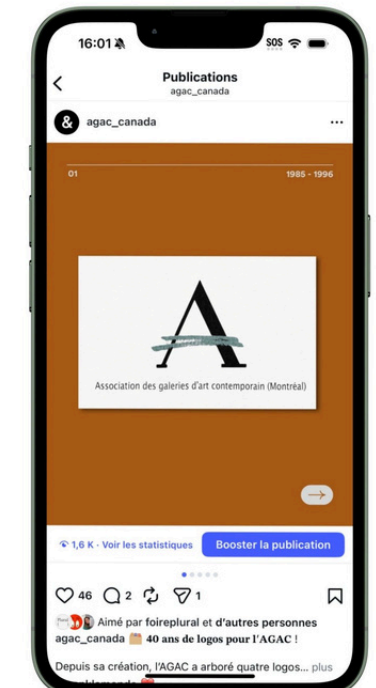 16:01
SOS
Publications
agac_canada
& agac_canada
01
1985 - 1996
A
Association des galeries d'art contemporain (Montréal)
1,6 K - Voir les statistiques
Booster la publication
46
2
1
Aimé par foireplural et d'autres personnes
agac_canada 🗂️ 40 ans de logos pour l'AGAC !
Depuis sa création, l'AGAC a arboré quatre logos... plus